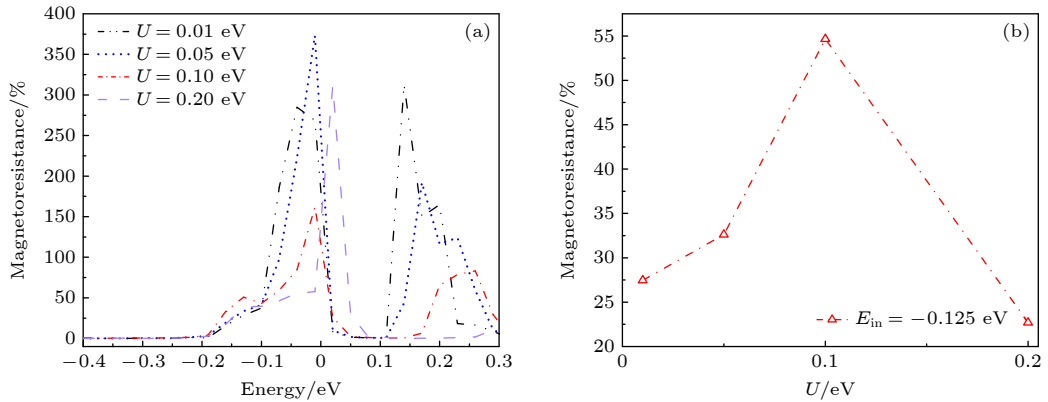 (a)
U = 0.01 eV
U = 0.05 eV
U = 0.10 eV
U = 0.20 eV
Magnetoresistance/%
400
350
300
250
200
150
100
50
0
−0.4 −0.3 −0.2 −0.1 0 0.1 0.2 0.3
Energy/eV
(b)
Magnetoresistance/%
55
50
45
40
35
30
25
20
0 0.1 0.2
E_in = −0.125 eV
U/eV